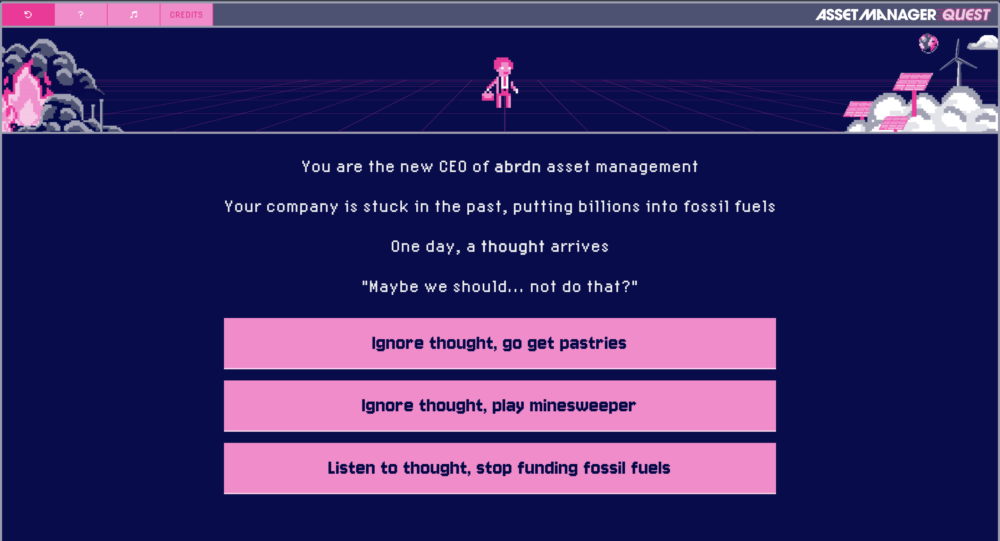 ?
CREDITS
ASSET MANAGER QUEST
You are the new CEO of abrdn asset management
Your company is stuck in the past, putting billions into fossil fuels
One day, a thought arrives
"Maybe we should... not do that?"
Ignore thought, go get pastries
Ignore thought, play minesweeper
Listen to thought, stop funding fossil fuels